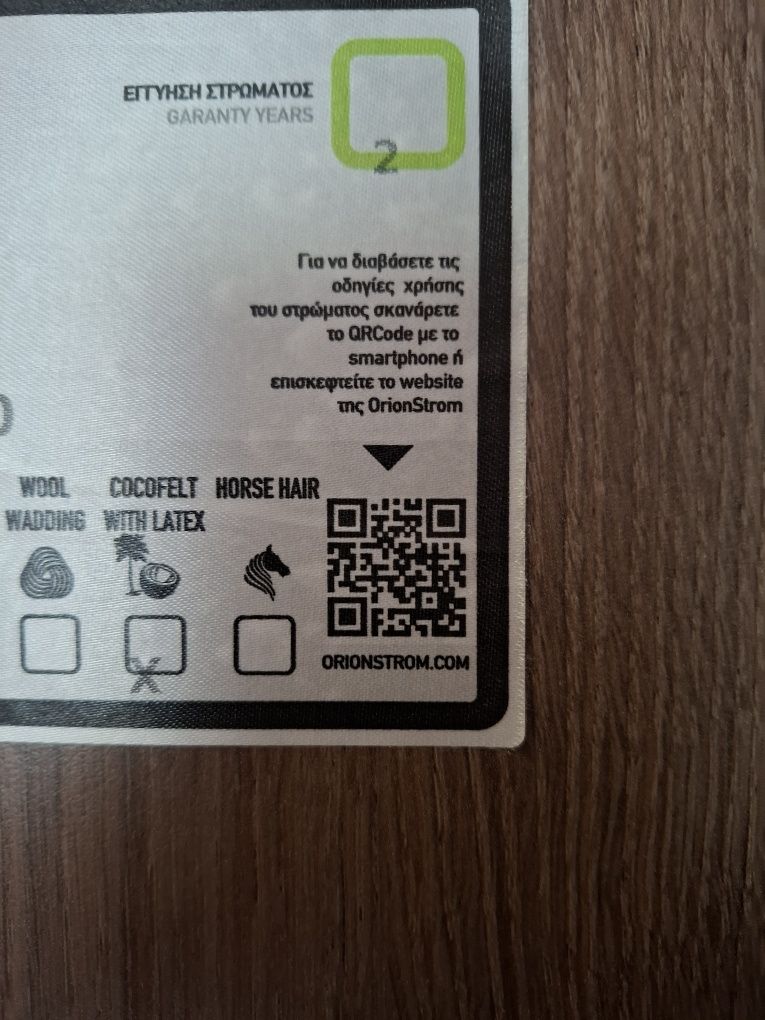 ΕΓΓΥΗΣΗ ΣΤΡΩΜΑΤΟΣ
GARANTY YEARS
2
Για να διαβάσετε τις
οδηγίες χρήσης
του στρώματος σκανάρετε
το QRCode με το
smartphone ή
επισκεφτείτε το website
της OrionStrom
WOOL COCOFELT HORSE HAIR
WADDING WITH LATEX
X
ORIONSTROM.COM